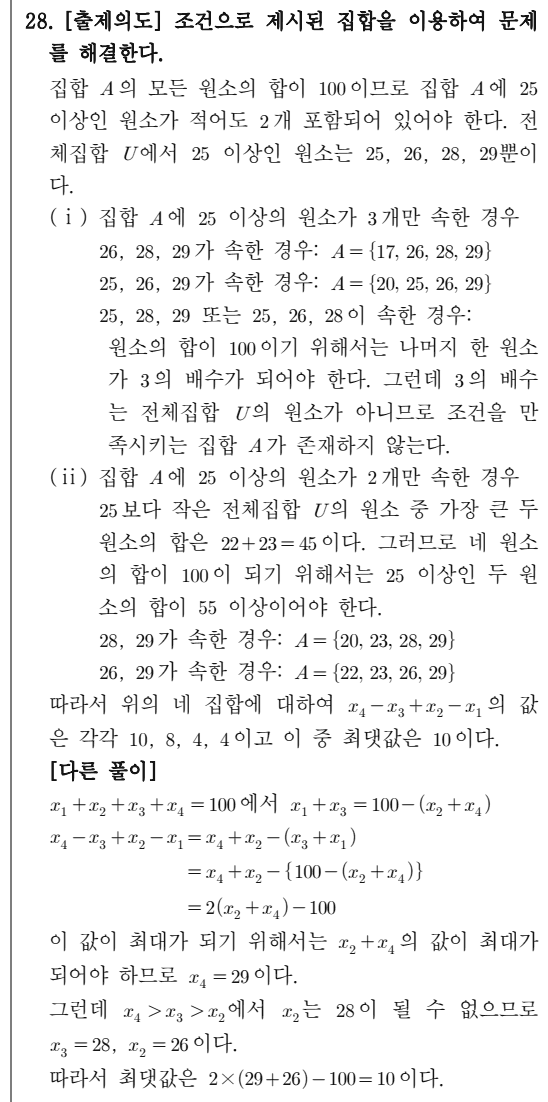 28. [출제의도] 조건으로 제시된 집합을 이용하여 문제
를 해결한다.
집합 A의 모든 원소의 합이 100이므로 집합 A에 25
이상인 원소가 적어도 2개 포함되어 있어야 한다. 전
체집합 U에서 25 이상인 원소는 25, 26, 28, 29뿐이
다.
(ⅰ) 집합 A에 25 이상의 원소가 3개만 속한 경우
26, 28, 29가 속한 경우: A={17, 26, 28, 29}
25, 26, 29가 속한 경우: A={20, 25, 26, 29}
25, 28, 29 또는 25, 26, 28이 속한 경우:
원소의 합이 100이기 위해서는 나머지 한 원소
가 3의 배수가 되어야 한다. 그런데 3의 배수
는 전체집합 U의 원소가 아니므로 조건을 만
족시키는 집합 A가 존재하지 않는다.
(ⅱ) 집합 A에 25 이상의 원소가 2개만 속한 경우
25보다 작은 전체집합 U의 원소 중 가장 큰 두
원소의 합은 22+23=45이다. 그러므로 네 원소
의 합이 100이 되기 위해서는 25 이상인 두 원
소의 합이 55 이상이어야 한다.
28, 29가 속한 경우: A={20, 23, 28, 29}
26, 29가 속한 경우: A={22, 23, 26, 29}
따라서 위의 네 집합에 대하여 x₄-x₃+x₂-x₁의 값
은 각각 10, 8, 4, 4이고 이 중 최댓값은 10이다.
[다른 풀이]
x₁+x₂+x₃+x₄=100에서 x₁+x₃=100-(x₂+x₄)
x₄-x₃+x₂-x₁=x₄+x₂-(x₃+x₁)
=x₄+x₂-{100-(x₂+x₄)}
=2(x₂+x₄)-100
이 값이 최대가 되기 위해서는 x₂+x₄의 값이 최대가
되어야 하므로 x₄=29이다.
그런데 x₄>x₃>x₂에서 x₂는 28이 될 수 없으므로
x₃=28, x₂=26이다.
따라서 최댓값은 2×(29+26)-100=10이다.